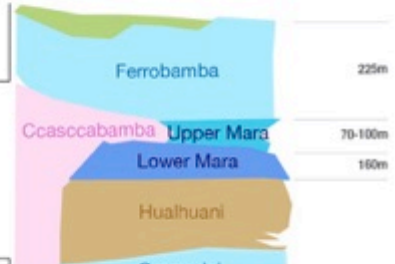 Ferrobamba
225m
Ccasccabamba
Upper Mara
70-100m
Lower Mara
160m
Hualhuani